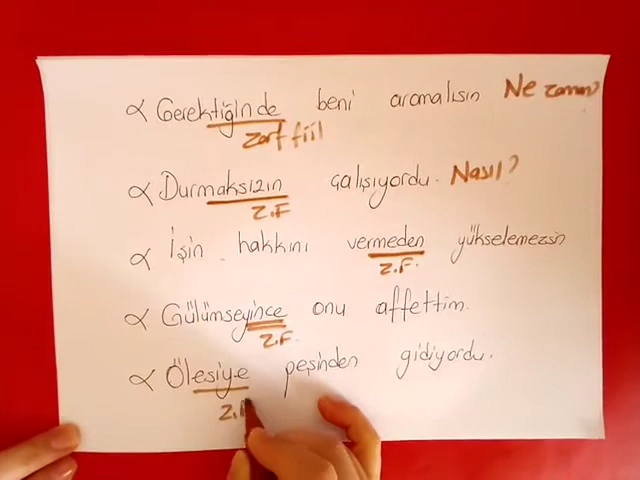 ∝ Gerektiğinde beni aramalısın Ne zaman?
zarf fiil
∝ Durmaksızın çalışıyordu. Nasıl?
Z.F
∝ İşin hakkını vermeden yükselemezsin
Z.F.
∝ Gülümseyince onu affettim.
Z.F.
∝ Ölesiye peşinden gidiyordu.
Z.